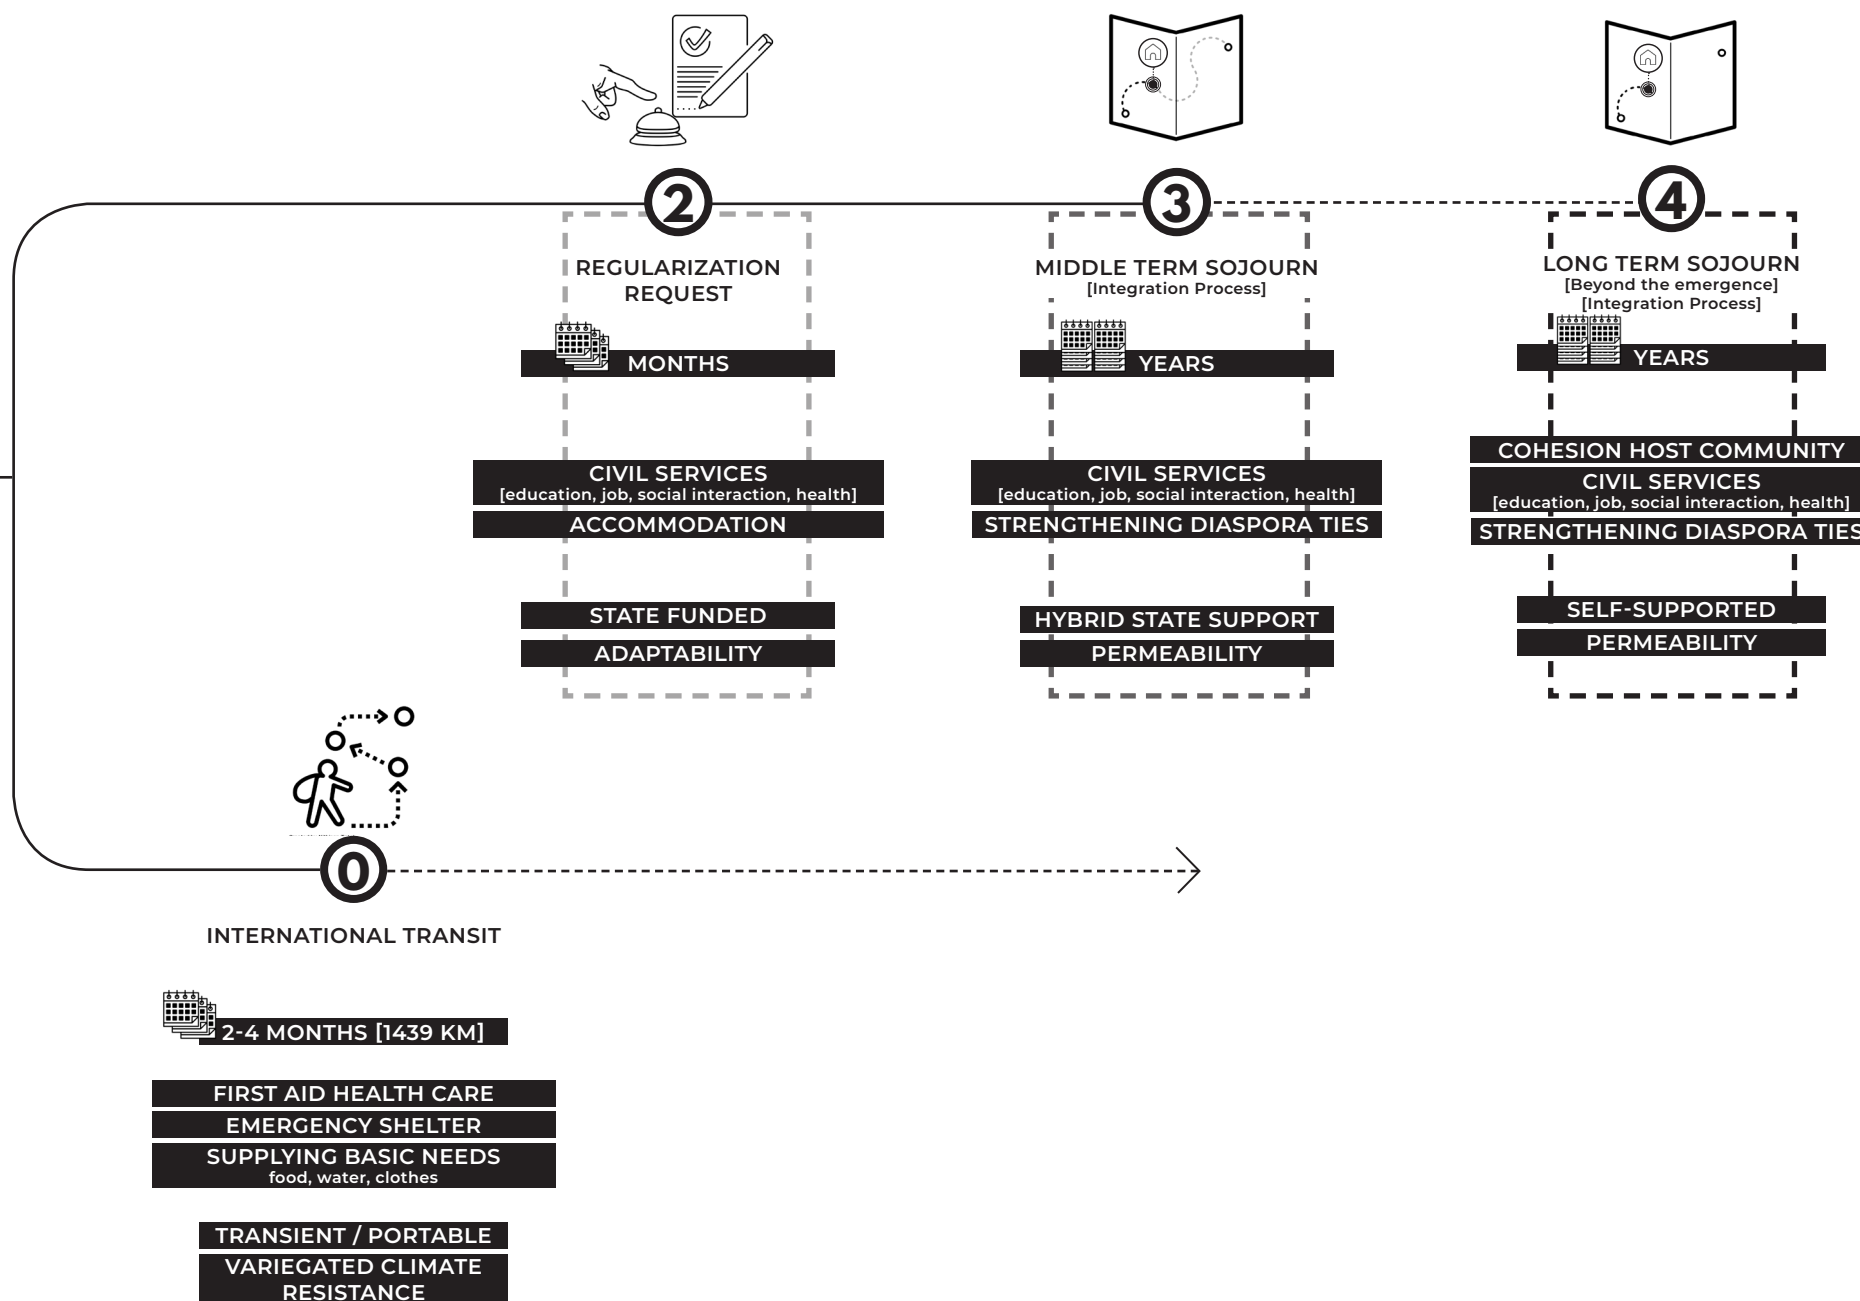 2
REGULARIZATION
REQUEST
MONTHS
CIVIL SERVICES
[education, job, social interaction, health]
ACCOMMODATION
STATE FUNDED
ADAPTABILITY
3
MIDDLE TERM SOJOURN
[Integration Process]
YEARS
CIVIL SERVICES
[education, job, social interaction, health]
STRENGTHENING DIASPORA TIES
HYBRID STATE SUPPORT
PERMEABILITY
4
LONG TERM SOJOURN
[Beyond the emergence]
[Integration Process]
YEARS
COHESION HOST COMMUNITY
CIVIL SERVICES
[education, job, social interaction, health]
STRENGTHENING DIASPORA TIES
SELF-SUPPORTED
PERMEABILITY
0
INTERNATIONAL TRANSIT
2-4 MONTHS [1439 KM]
FIRST AID HEALTH CARE
EMERGENCY SHELTER
SUPPLYING BASIC NEEDS
food, water, clothes
TRANSIENT / PORTABLE
VARIEGATED CLIMATE
RESISTANCE